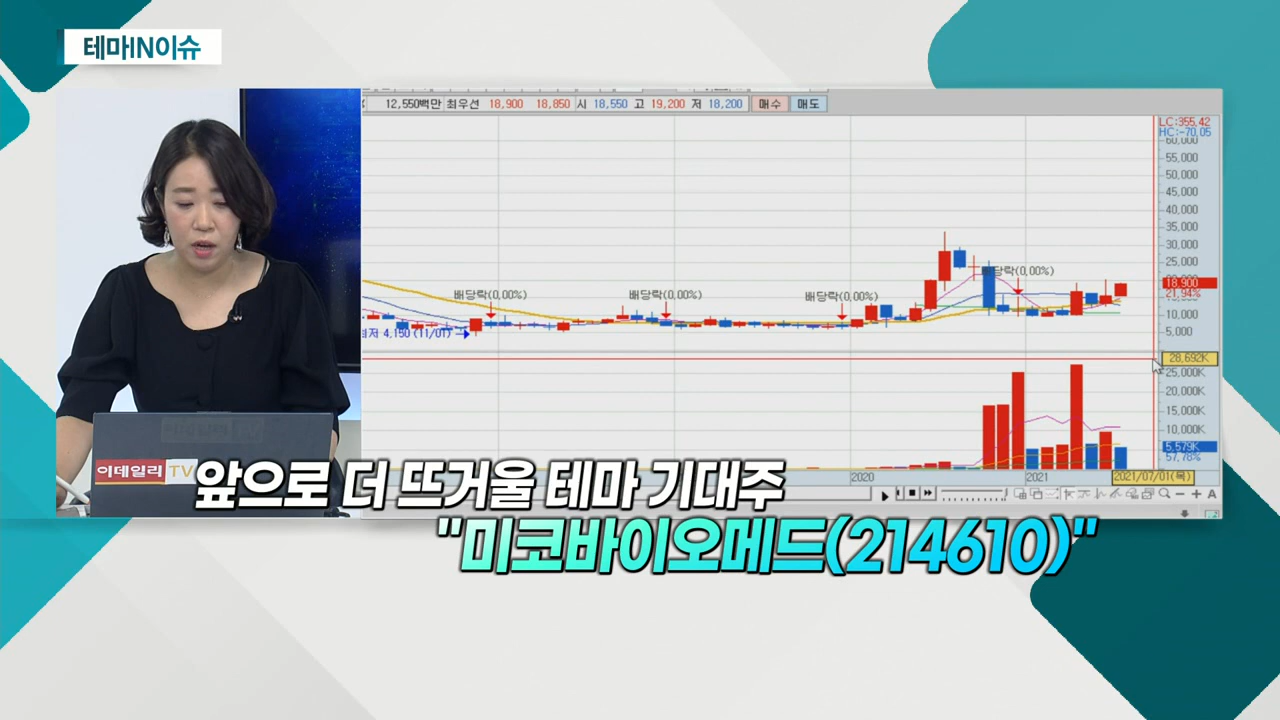 테마IN이슈
12,550백만 최우선 18,900 18,850 시 18,550 고 19,200 저 18,200 매수 매도
LC:355.42
HC:-70.05
60,000
55,000
50,000
45,000
40,000
35,000
30,000
25,000
배당락(0,00%)
18,900
21.94%
배당락(0,00%)
배당락(0,00%)
배당락(0,00%)
10,000
5,000
4,150 (11/01)
28,692K
25,000K
20,000K
15,000K
10,000K
5,579K
57.78%
2020
2021
2021/07/01(목)
이데일리 TV
앞으로 더 뜨거울 테마 기대주
"미코바이오메드(214610)"